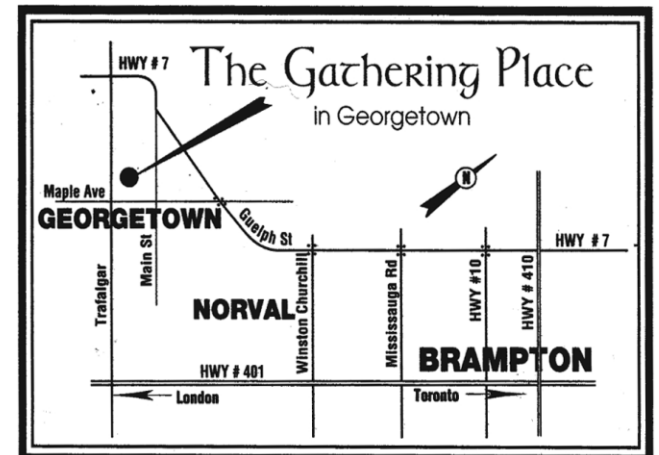 HWY # 7
The Gathering Place
in Georgetown
N
Maple Ave
GEORGETOWN
Guelph St
HWY # 7
Trafalgar
Main St
NORVAL
Winston Churchill
Mississauga Rd
HWY #10
HWY # 410
BRAMPTON
HWY # 401
London
Toronto